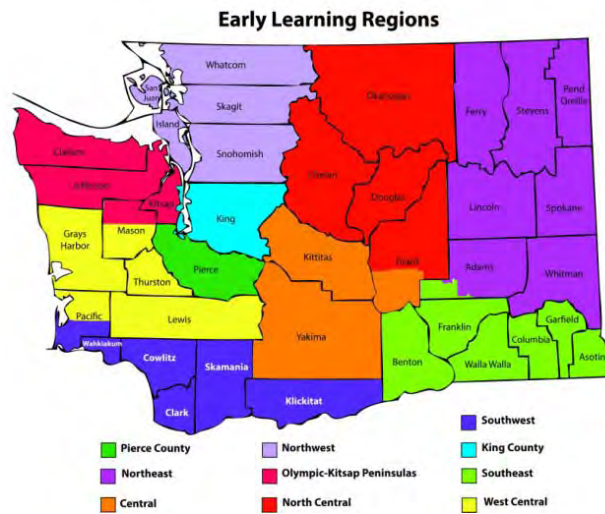 Early Learning Regions
Whatcom
San Juan
Skagit
Island
Snohomish
Okanogan
Ferry
Stevens
Pend Oreille
Clallam
Jefferson
Kitsap
King
Chelan
Douglas
Lincoln
Spokane
Grays Harbor
Mason
Pierce
Kittitas
Grant
Adams
Whitman
Thurston
Pacific
Lewis
Yakima
Wahkiakum
Cowlitz
Skamania
Clark
Klickitat
Benton
Franklin
Walla Walla
Columbia
Garfield
Asotin
Southwest
Pierce County
Northwest
King County
Northeast
Olympic-Kitsap Peninsulas
Southeast
Central
North Central
West Central